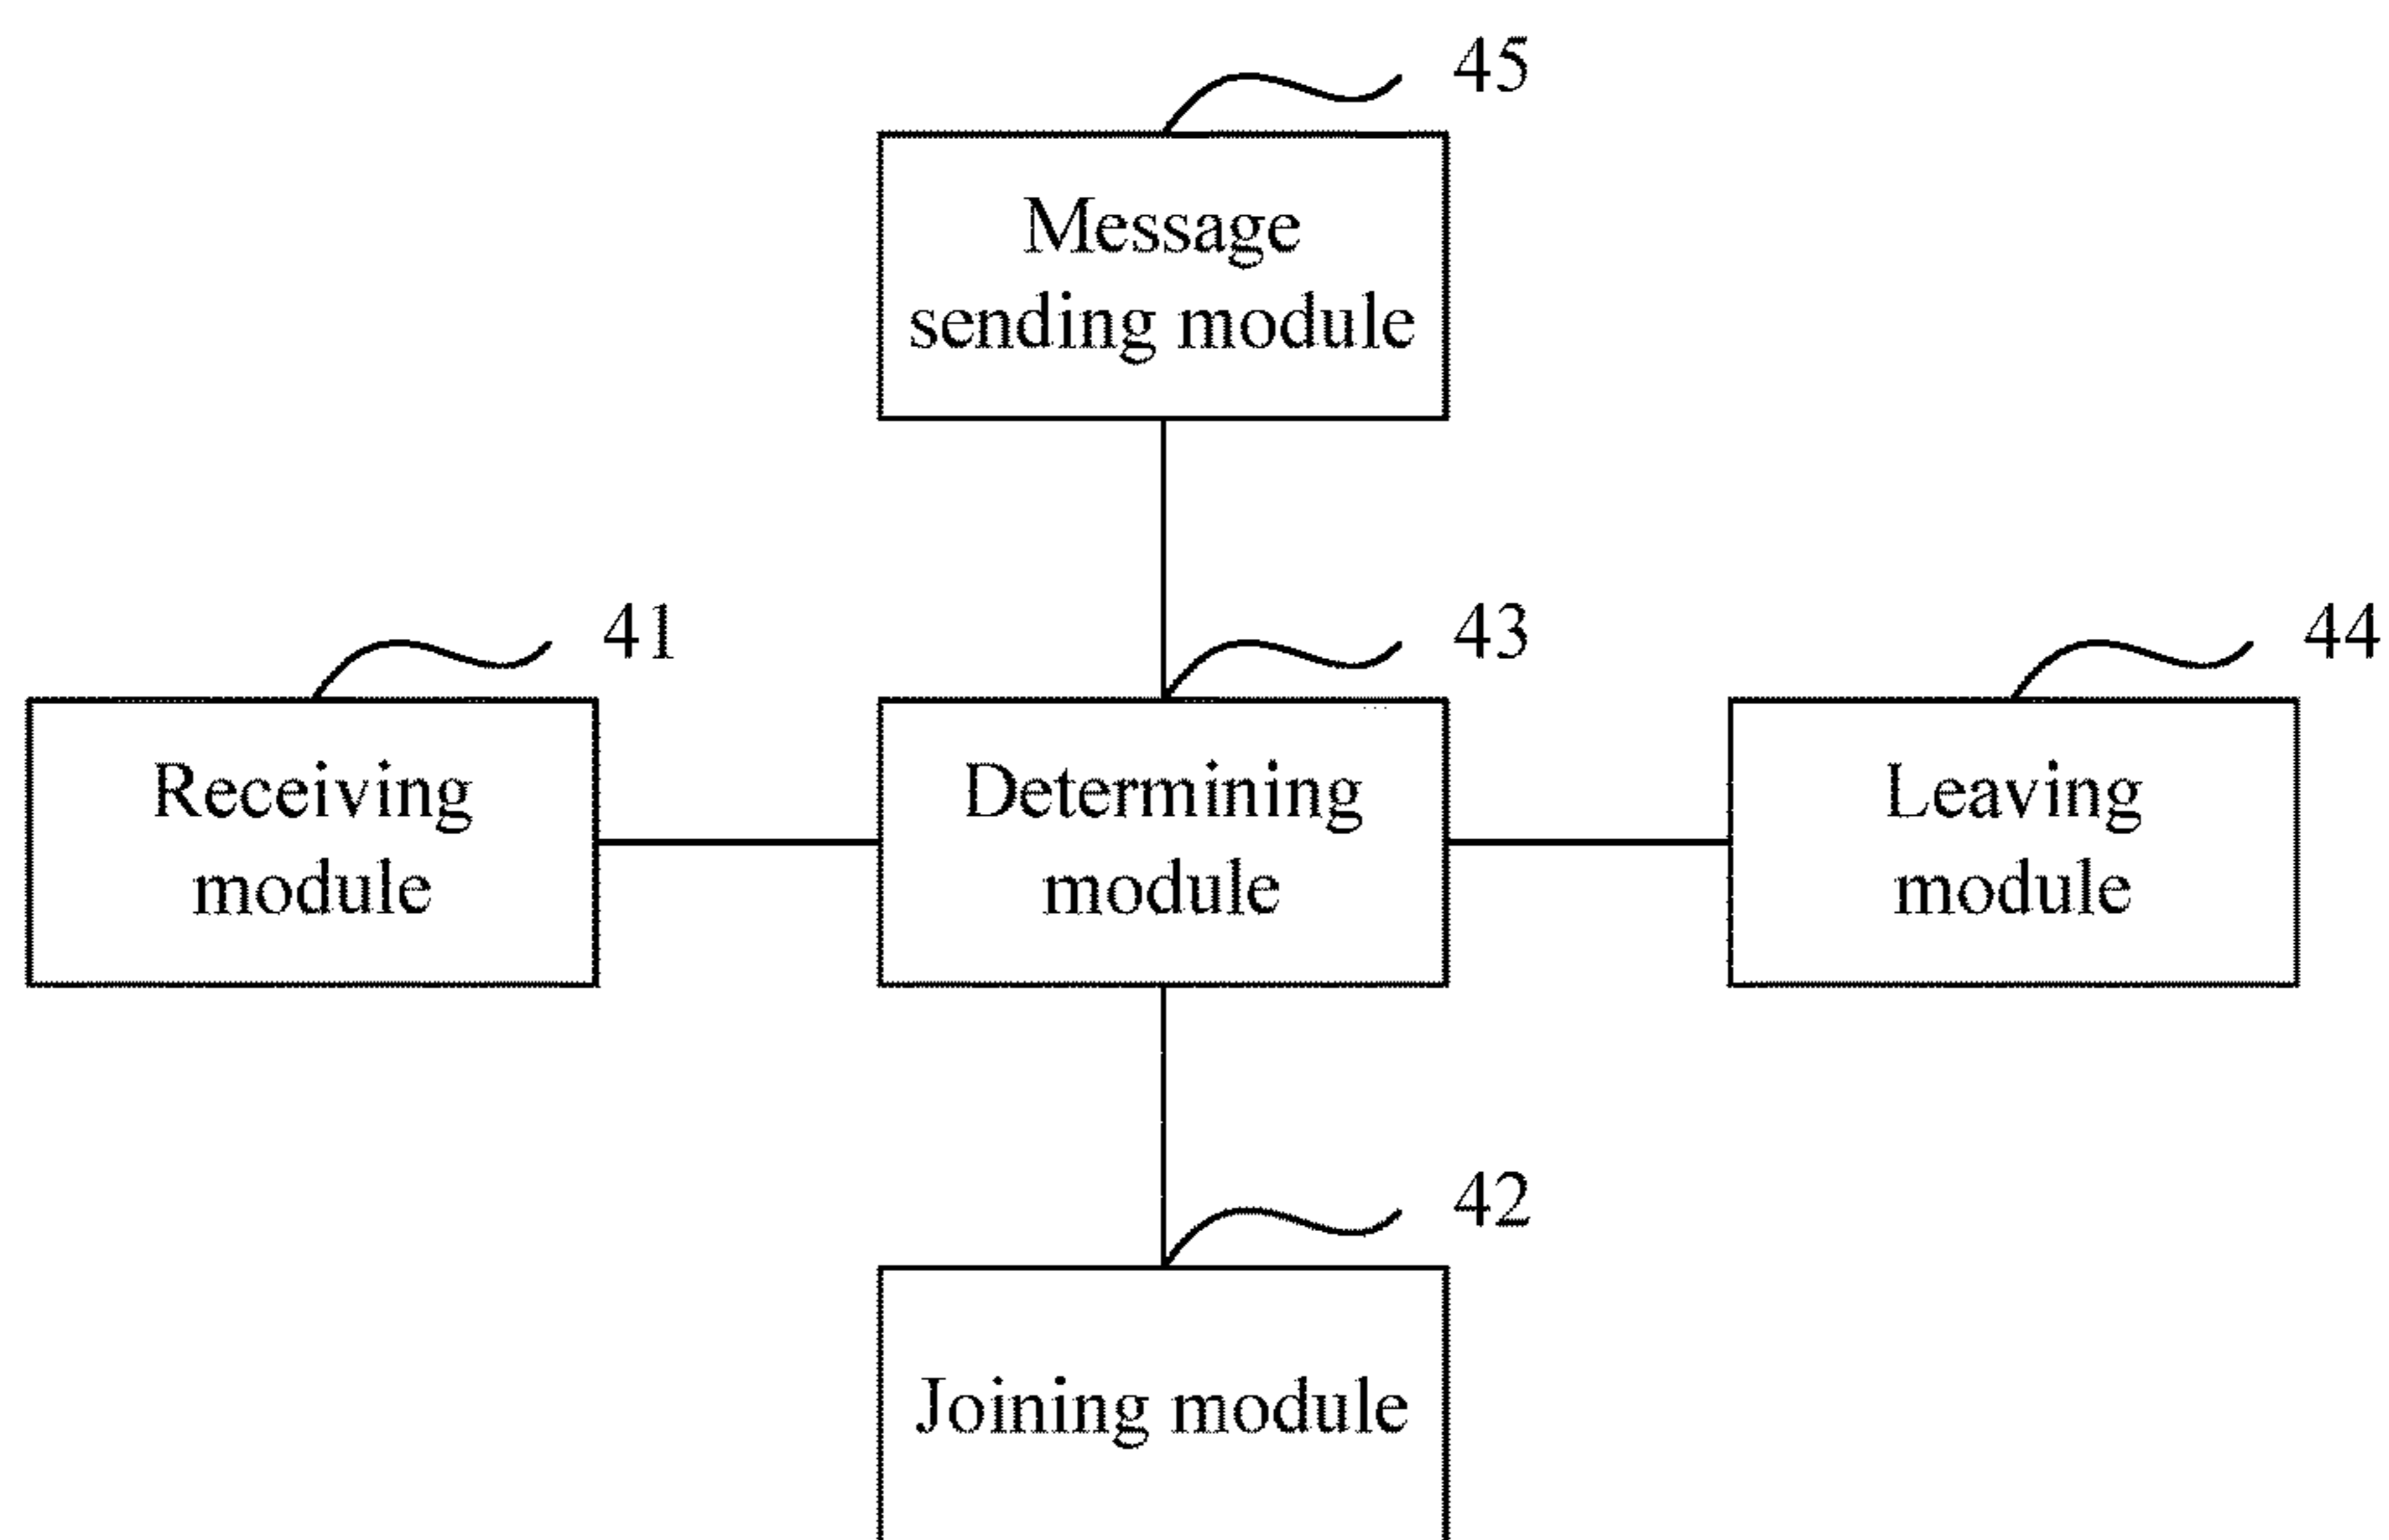 45
Message
sending module
41
43
44
Receiving
module
Determining
module
Leaving
module
42
Joining module